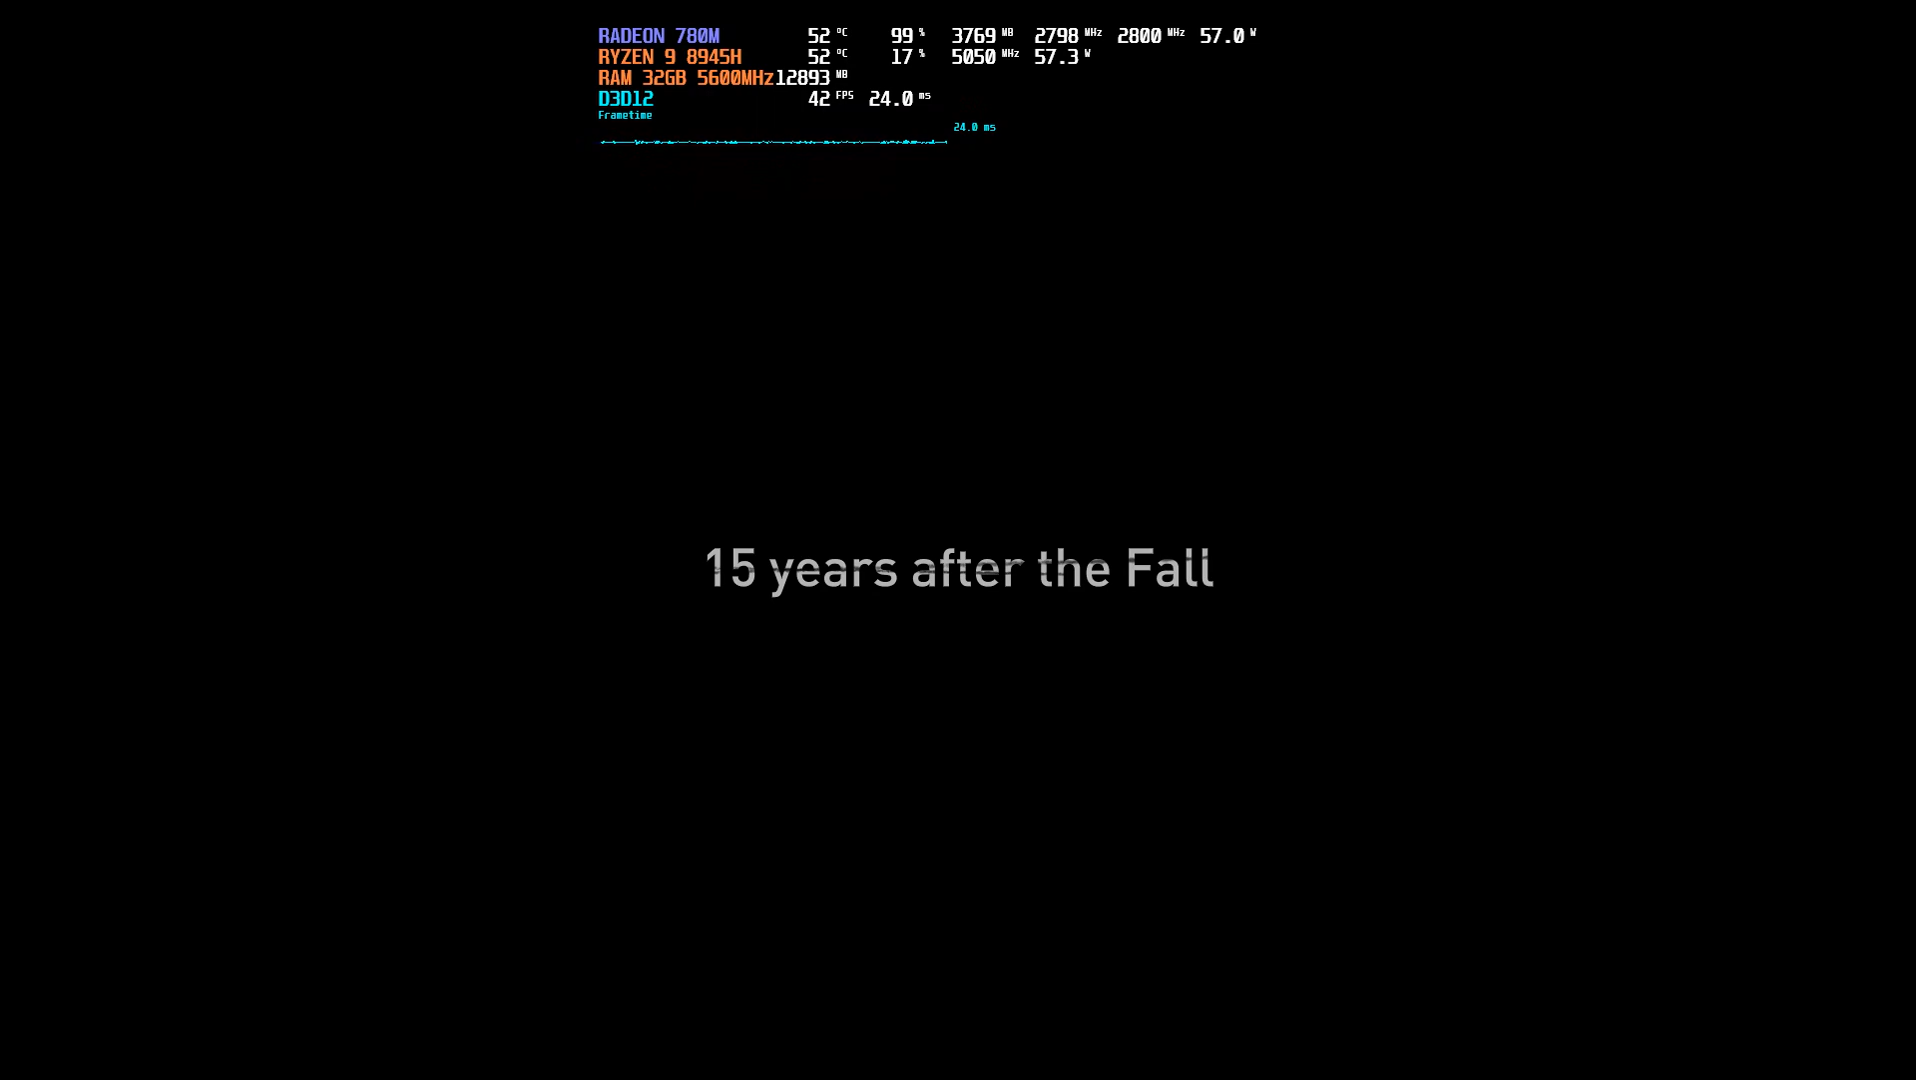 RADEON 780M 52 °C 99 % 3769 MB 2798 MHz 2800 MHz 57.0 W
RYZEN 9 8945H 52 °C 17 % 5050 MHz 57.3 W
RAM 32GB 5600MHz 12893 MB
D3D12 42 FPS 24.0 ms
Frametime
24.0 ms
15 years after the Fall